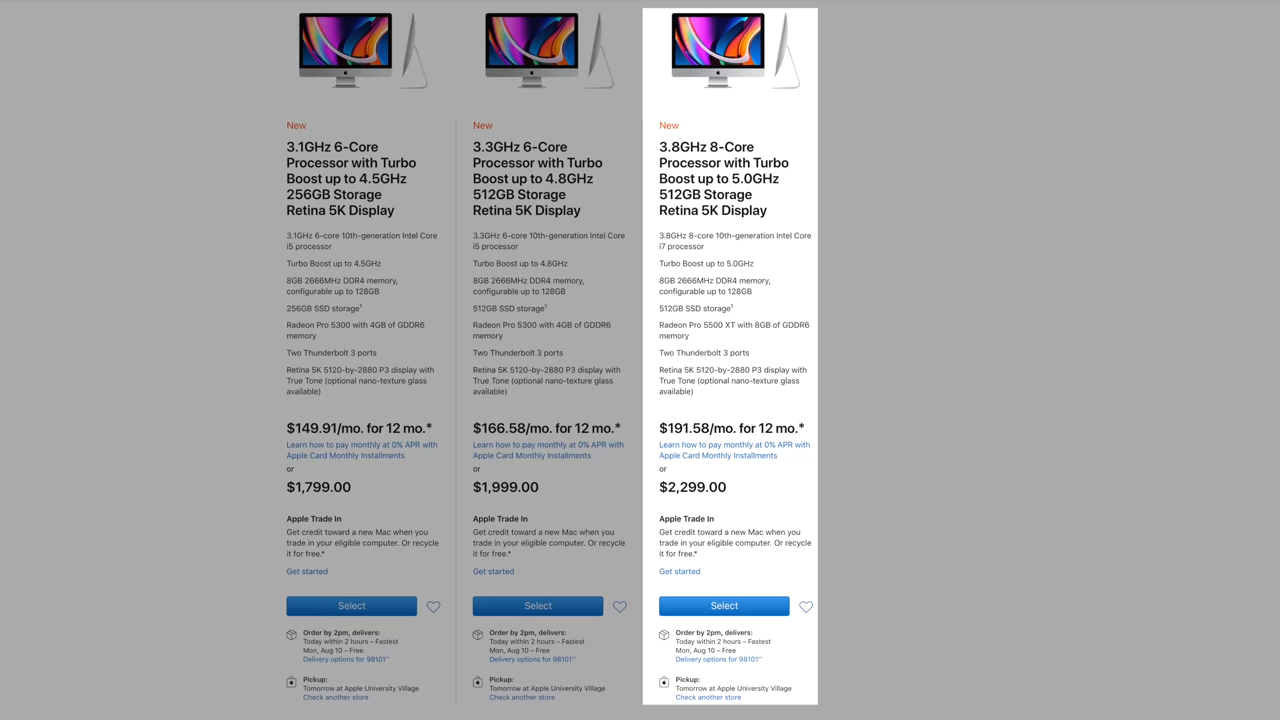 New
3.1GHz 6-Core
Processor with Turbo
Boost up to 4.5GHz
256GB Storage
Retina 5K Display
3.1GHz 6-core 10th-generation Intel Core
i5 processor
Turbo Boost up to 4.5GHz
8GB 2666MHz DDR4 memory,
configurable up to 128GB
256GB SSD storage¹
Radeon Pro 5300 with 4GB of GDDR6
memory
Two Thunderbolt 3 ports
Retina 5K 5120-by-2880 P3 display with
True Tone (optional nano-texture glass
available)
$149.91/mo. for 12 mo.*
Learn how to pay monthly at 0% APR with
Apple Card Monthly Installments
or
$1,799.00
Apple Trade In
Get credit toward a new Mac when you
trade in your eligible computer. Or recycle
it for free.*
Get started
Select
Order by 2pm, delivers:
Today within 2 hours – Fastest
Mon, Aug 10 – Free
Delivery options for 98101**
Pickup:
Tomorrow at Apple University Village
Check another store
New
3.3GHz 6-Core
Processor with Turbo
Boost up to 4.8GHz
512GB Storage
Retina 5K Display
3.3GHz 6-core 10th-generation Intel Core
i5 processor
Turbo Boost up to 4.8GHz
8GB 2666MHz DDR4 memory,
configurable up to 128GB
512GB SSD storage¹
Radeon Pro 5300 with 4GB of GDDR6
memory
Two Thunderbolt 3 ports
Retina 5K 5120-by-2880 P3 display with
True Tone (optional nano-texture glass
available)
$166.58/mo. for 12 mo.*
Learn how to pay monthly at 0% APR with
Apple Card Monthly Installments
or
$1,999.00
Apple Trade In
Get credit toward a new Mac when you
trade in your eligible computer. Or recycle
it for free.*
Get started
Select
Order by 2pm, delivers:
Today within 2 hours – Fastest
Mon, Aug 10 – Free
Delivery options for 98101**
Pickup:
Tomorrow at Apple University Village
Check another store
New
3.8GHz 8-Core
Processor with Turbo
Boost up to 5.0GHz
512GB Storage
Retina 5K Display
3.8GHz 8-core 10th-generation Intel Core
i7 processor
Turbo Boost up to 5.0GHz
8GB 2666MHz DDR4 memory,
configurable up to 128GB
512GB SSD storage¹
Radeon Pro 5500 XT with 8GB of GDDR6
memory
Two Thunderbolt 3 ports
Retina 5K 5120-by-2880 P3 display with
True Tone (optional nano-texture glass
available)
$191.58/mo. for 12 mo.*
Learn how to pay monthly at 0% APR with
Apple Card Monthly Installments
or
$2,299.00
Apple Trade In
Get credit toward a new Mac when you
trade in your eligible computer. Or recycle
it for free.*
Get started
Select
Order by 2pm, delivers:
Today within 2 hours – Fastest
Mon, Aug 10 – Free
Delivery options for 98101**
Pickup:
Tomorrow at Apple University Village
Check another store